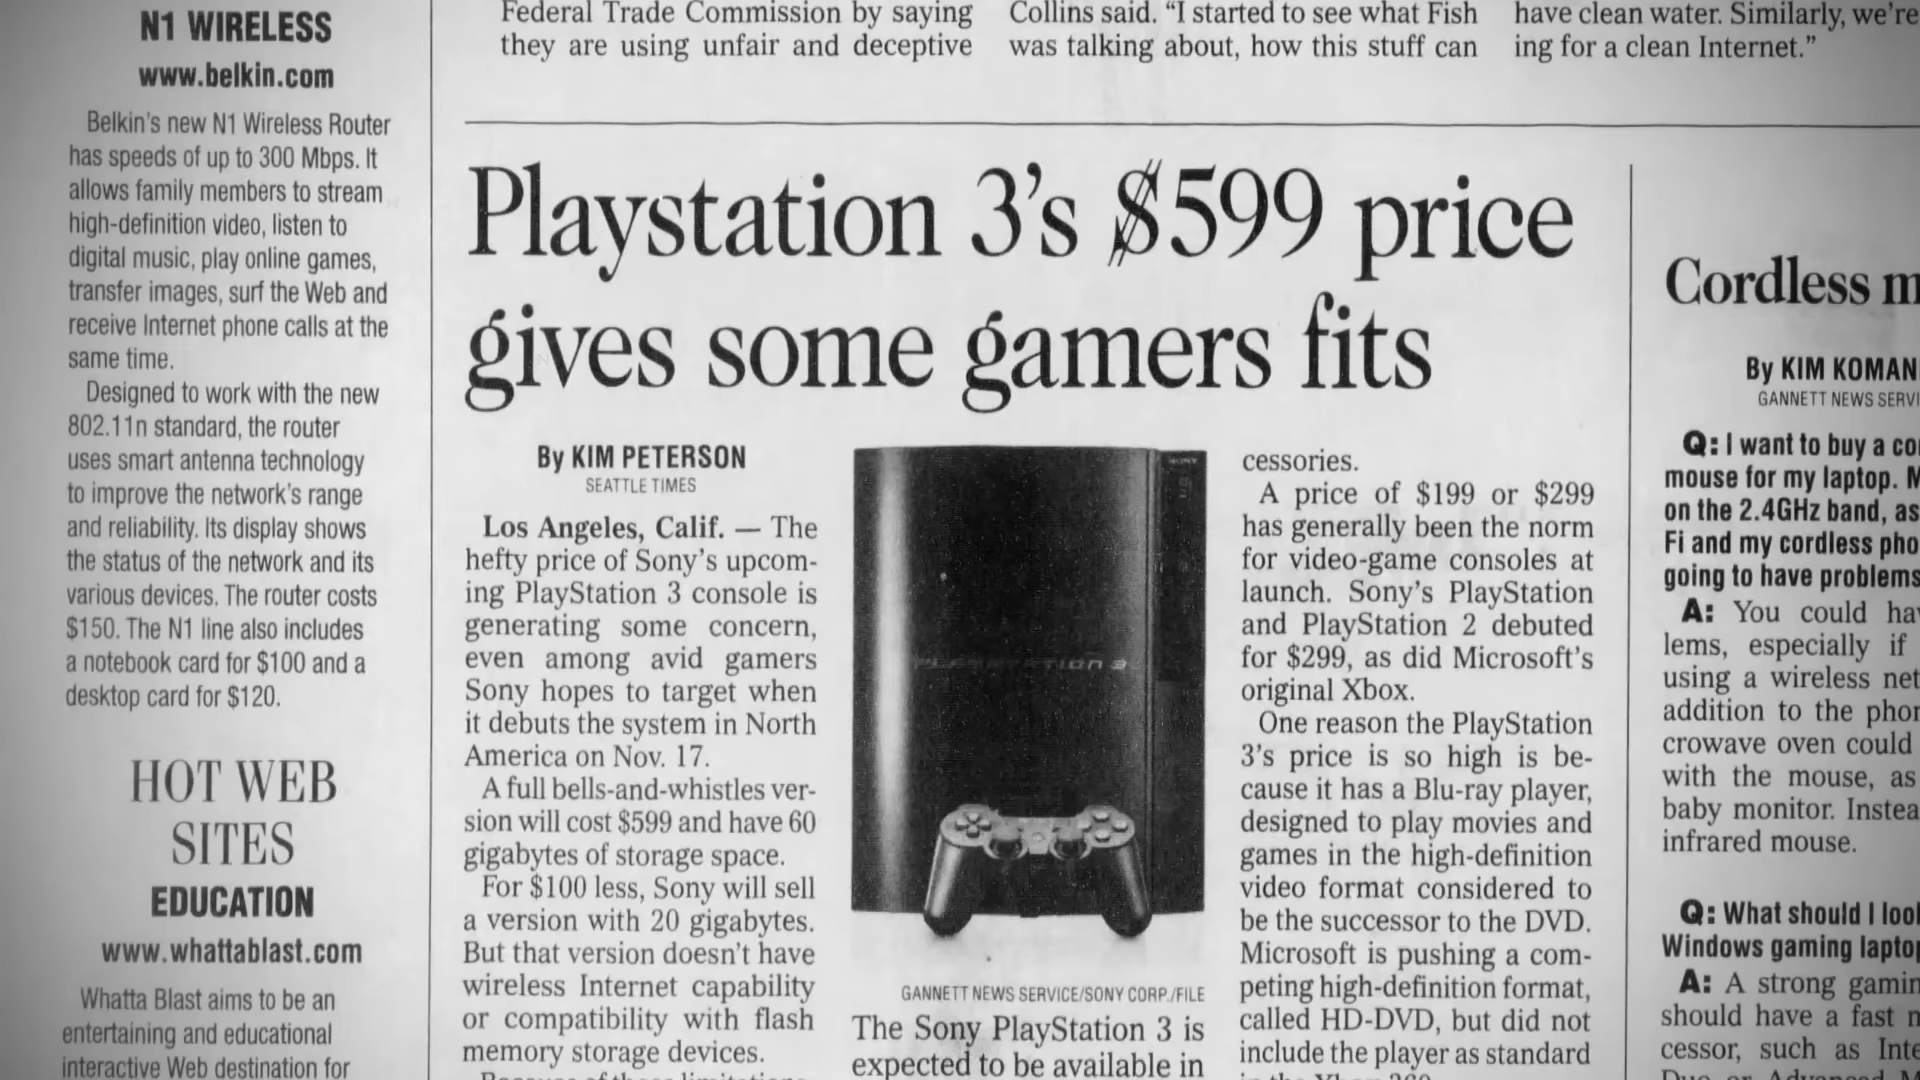 N1 WIRELESS
www.belkin.com
Belkin's new N1 Wireless Router
has speeds of up to 300 Mbps. It
allows family members to stream
high-definition video, listen to
digital music, play online games,
transfer images, surf the Web and
receive Internet phone calls at the
same time.
Designed to work with the new
802.11n standard, the router
uses smart antenna technology
to improve the network's range
and reliability. Its display shows
the status of the network and its
various devices. The router costs
$150. The N1 line also includes
a notebook card for $100 and a
desktop card for $120.
HOT WEB
SITES
EDUCATION
www.whattablast.com
Whatta Blast aims to be an
entertaining and educational
interactive Web destination for
Federal Trade Commission by saying
they are using unfair and deceptive
Collins said. “I started to see what Fish
was talking about, how this stuff can
have clean water. Similarly, we're
ing for a clean Internet.”
Playstation 3's $599 price
gives some gamers fits
By KIM PETERSON
SEATTLE TIMES
Los Angeles, Calif. — The
hefty price of Sony's upcom-
ing PlayStation 3 console is
generating some concern,
even among avid gamers
Sony hopes to target when
it debuts the system in North
America on Nov. 17.
A full bells-and-whistles ver-
sion will cost $599 and have 60
gigabytes of storage space.
For $100 less, Sony will sell
a version with 20 gigabytes.
But that version doesn't have
wireless Internet capability
or compatibility with flash
memory storage devices.
SONY
PLAYSTATION 3
GANNETT NEWS SERVICE/SONY CORP./FILE
The Sony PlayStation 3 is
expected to be available in
cessories.
A price of $199 or $299
has generally been the norm
for video-game consoles at
launch. Sony's PlayStation
and PlayStation 2 debuted
for $299, as did Microsoft's
original Xbox.
One reason the PlayStation
3's price is so high is be-
cause it has a Blu-ray player,
designed to play movies and
games in the high-definition
video format considered to
be the successor to the DVD.
Microsoft is pushing a com-
peting high-definition format,
called HD-DVD, but did not
include the player as standard
Cordless m
By KIM KOMAN
GANNETT NEWS SERVI
Q: I want to buy a co
mouse for my laptop. M
on the 2.4GHz band, as
Fi and my cordless pho
going to have problems
A: You could hav
lems, especially if
using a wireless net
addition to the phon
crowave oven could
with the mouse, as
baby monitor. Instea
infrared mouse.
Q: What should I loo
Windows gaming laptop
A: A strong gamin
should have a fast
cessor, such as Inte